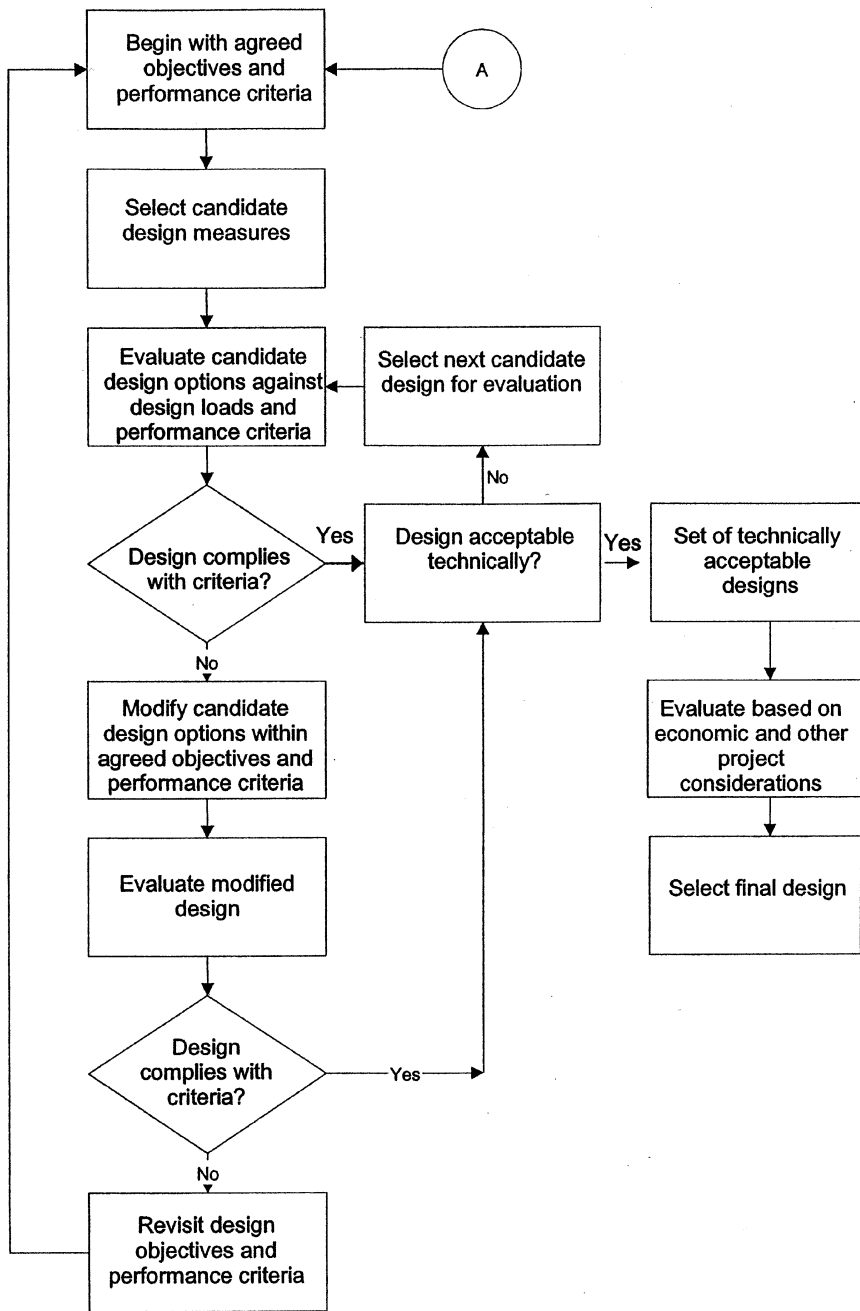 Begin with agreed
objectives and
performance criteria
A
Select candidate
design measures
Evaluate candidate
design options against
design loads and
performance criteria
Select next candidate
design for evaluation
No
Design complies
with criteria?
Yes
Design acceptable
technically?
Yes
Set of technically
acceptable
designs
No
Modify candidate
design options within
agreed objectives and
performance criteria
Evaluate based on
economic and other
project
considerations
Evaluate modified
design
Select final design
Design
complies with
criteria?
Yes
No
Revisit design
objectives and
performance criteria